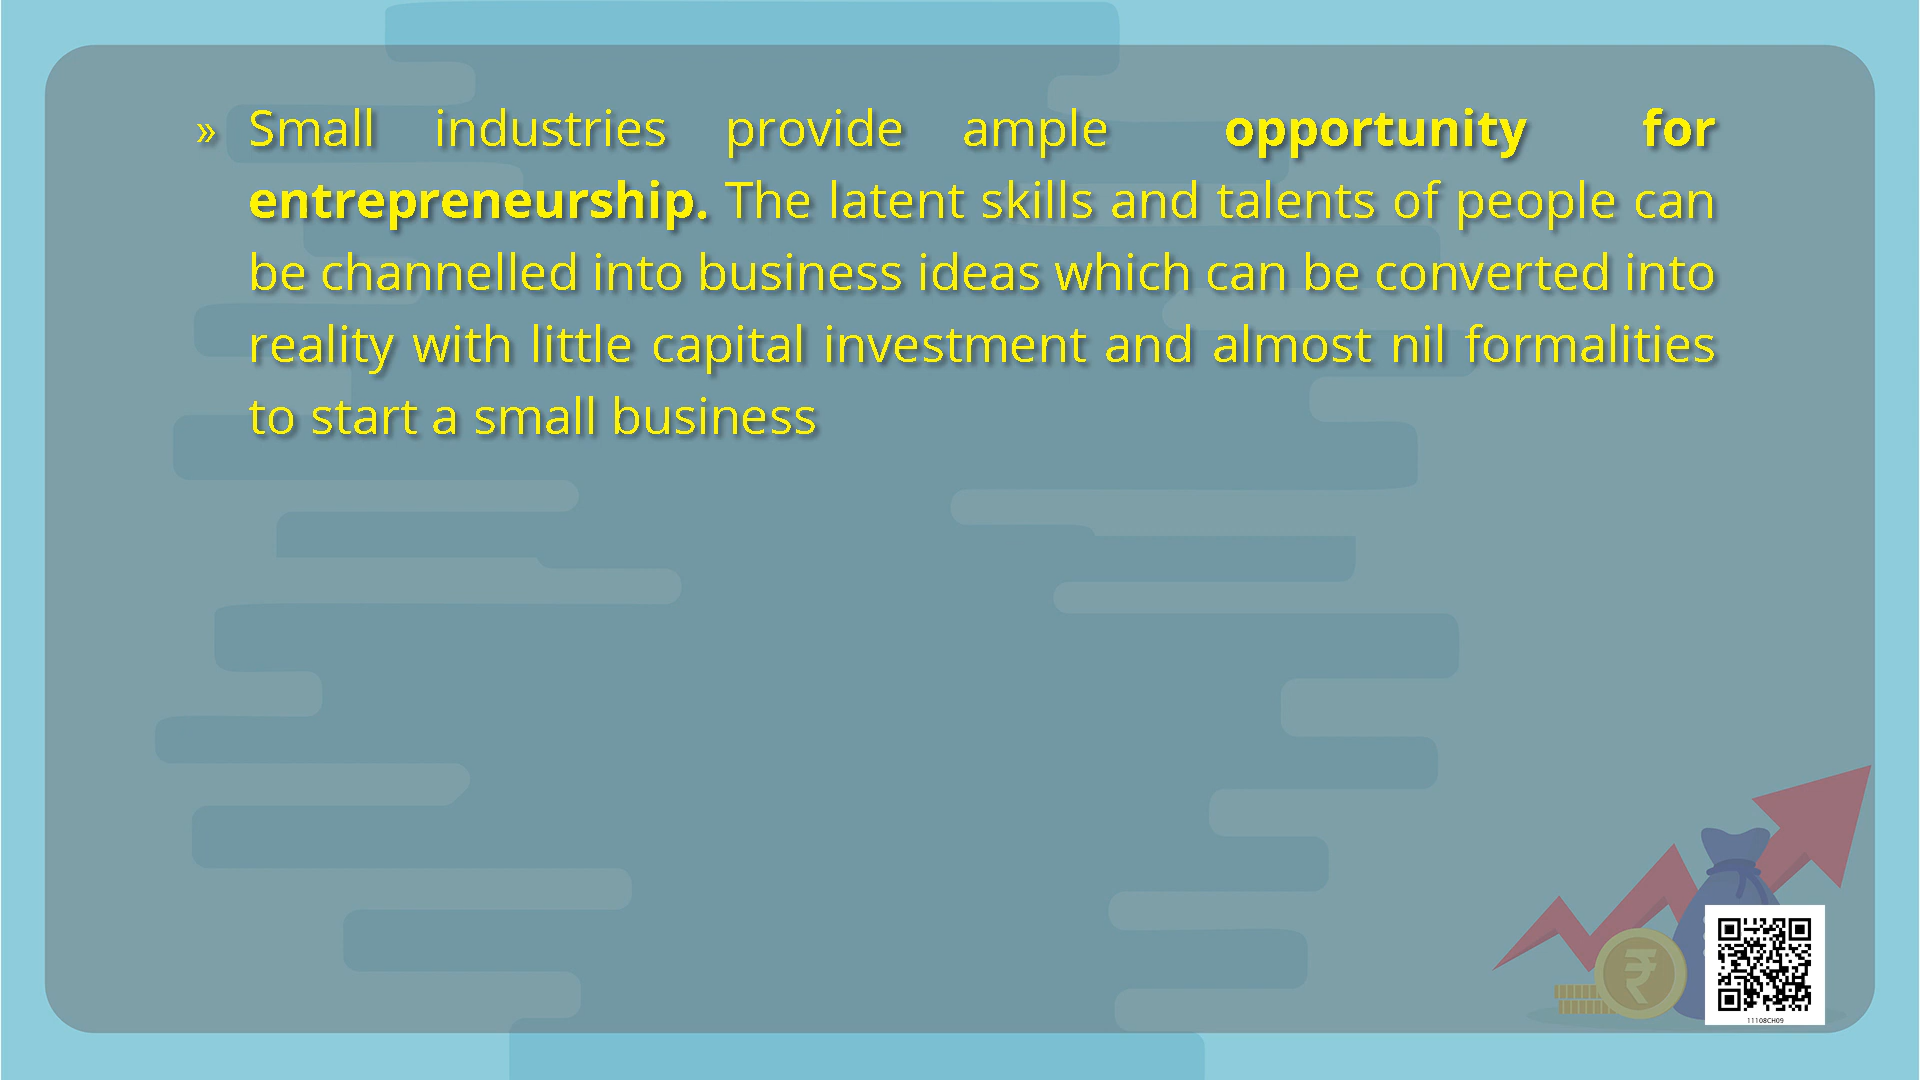 » Small industries provide ample opportunity for
entrepreneurship. The latent skills and talents of people can
be channelled into business ideas which can be converted into
reality with little capital investment and almost nil formalities
to start a small business
₹
11108CH09